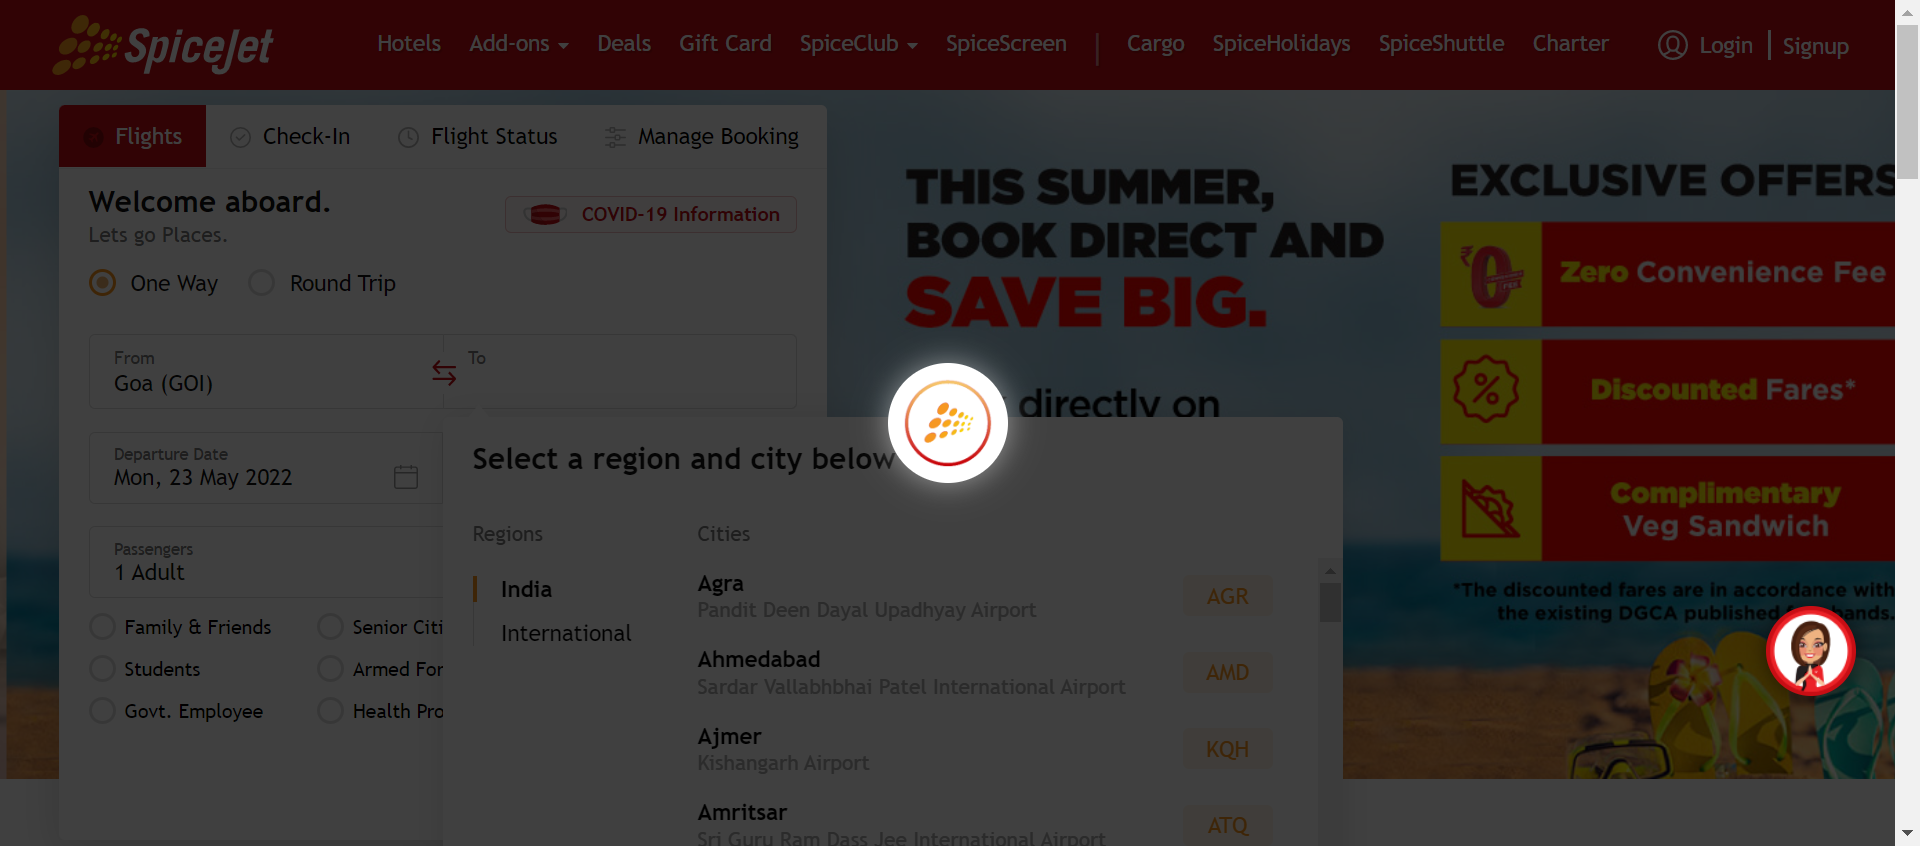 SpiceJet
Hotels Add-ons Deals Gift Card SpiceClub SpiceScreen Cargo SpiceHolidays SpiceShuttle Charter Login Signup
Flights Check-In Flight Status Manage Booking
Welcome aboard.
Lets go Places.
COVID-19 Information
One Way Round Trip
From
Goa (GOI)
To
Departure Date
Mon, 23 May 2022
Passengers
1 Adult
Family & Friends Senior Citi
Students Armed For
Govt. Employee Health Pro
Select a region and city below
Regions
India
International
Cities
Agra
Pandit Deen Dayal Upadhyay Airport
AGR
Ahmedabad
Sardar Vallabhbhai Patel International Airport
AMD
Ajmer
Kishangarh Airport
KQH
Amritsar
Sri Guru Ram Dass Jee International Airport
ATQ
THIS SUMMER,
BOOK DIRECT AND
SAVE BIG.
directly on
EXCLUSIVE OFFERS
Zero Convenience Fee
Discounted Fares*
Complimentary
Veg Sandwich
*The discounted fares are in accordance with
the existing DGCA published bands.